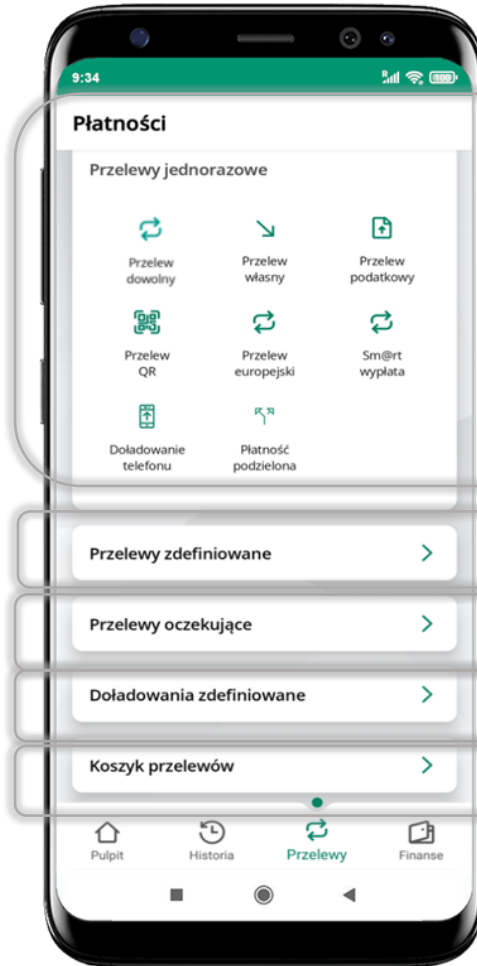 9:34
R
100
Płatności
Przelewy jednorazowe
Przelew
dowolny
Przelew
własny
Przelew
podatkowy
Przelew
QR
Przelew
europejski
Sm@rt
wypłata
Doładowanie
telefonu
Płatność
podzielona
Przelewy zdefiniowane
Przelewy oczekujące
Doładowania zdefiniowane
Koszyk przelewów
Pulpit
Historia
Przelewy
Finanse